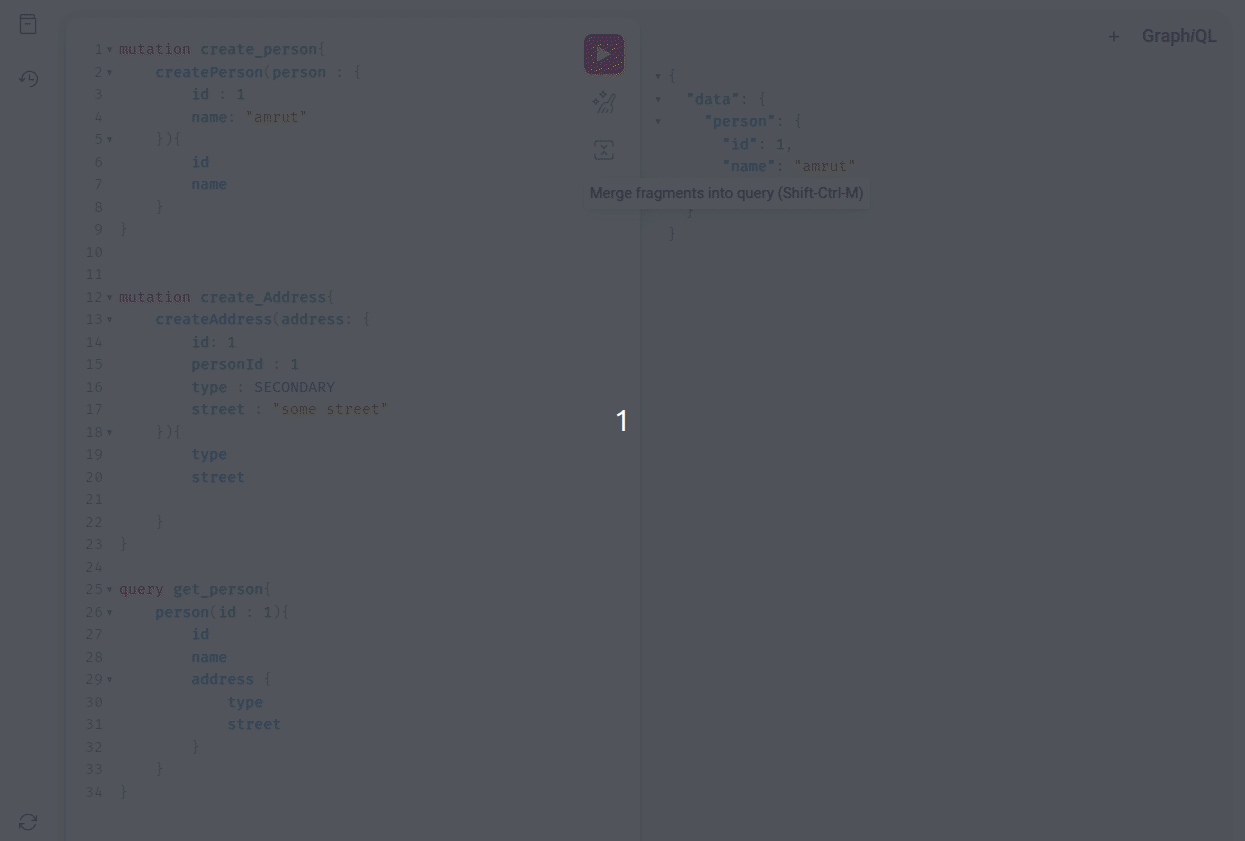 1 mutation create_person{
2     createPerson(person : {
3         id : 1
4         name: "amrut"
5     }){
6         id
7         name
8     }
9 }
10
11
12 mutation create_Address{
13     createAddress(address: {
14         id: 1
15         personId : 1
16         type : SECONDARY
17         street : "some street"
18     }){
19         type
20         street
21
22     }
23 }
24
25 query get_person{
26     person(id : 1){
27         id
28         name
29         address {
30             type
31             street
32         }
33     }
34 }
Merge fragments into query (Shift-Ctrl-M)
+ GraphiQL
{
  "data": {
    "person": {
      "id": 1,
      "name": "amrut"
  }
}
1